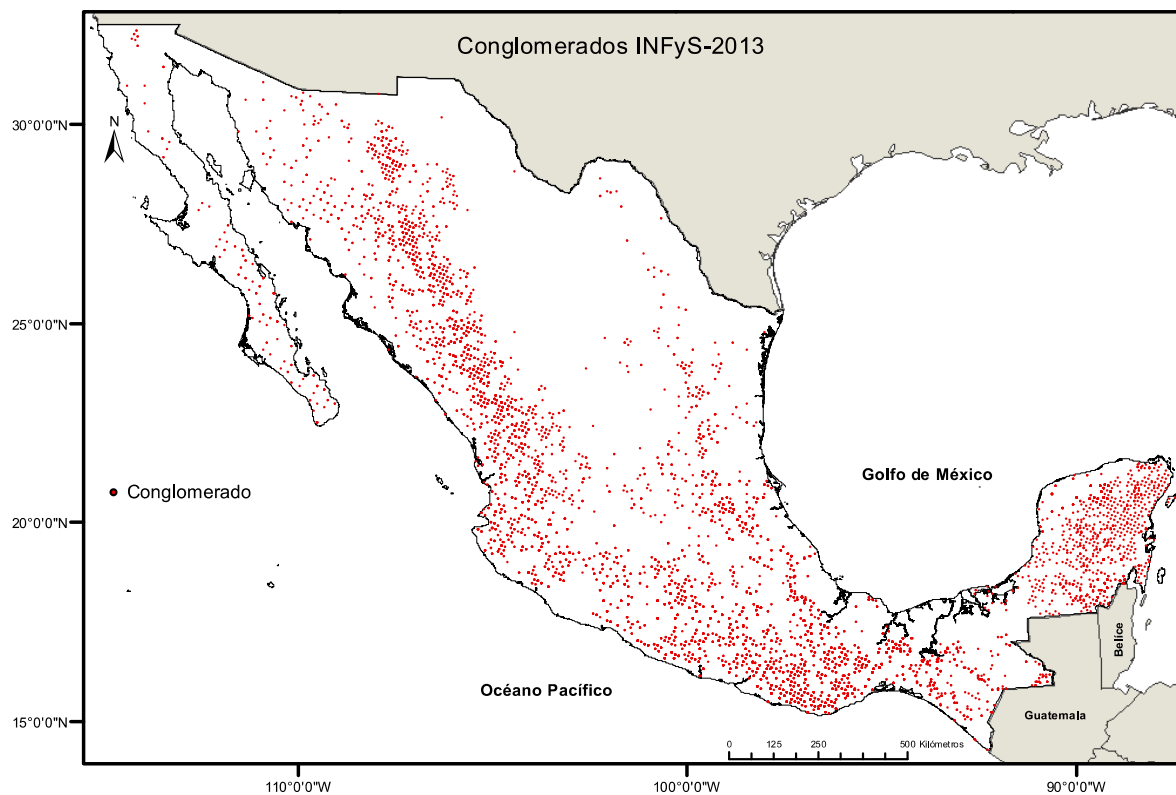 Conglomerados INFyS-2013
30°0'0"N
N
25°0'0"N
Golfo de México
Conglomerado
20°0'0"N
Belice
Océano Pacífico
Guatemala
15°0'0"N
0 125 250 500 Kilómetros
110°0'0"W 100°0'0"W 90°0'0"W